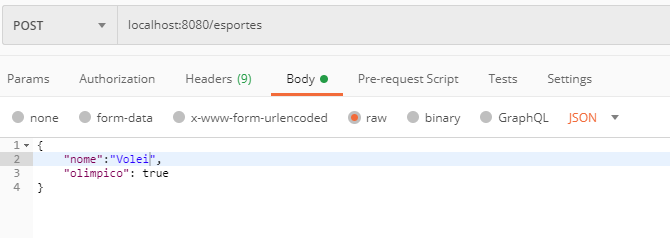 POST localhost:8080/esportes
Params Authorization Headers (9) Body Pre-request Script Tests Settings
none form-data x-www-form-urlencoded raw binary GraphQL JSON
1 {
2 "nome":"Volei",
3 "olimpico": true
4 }